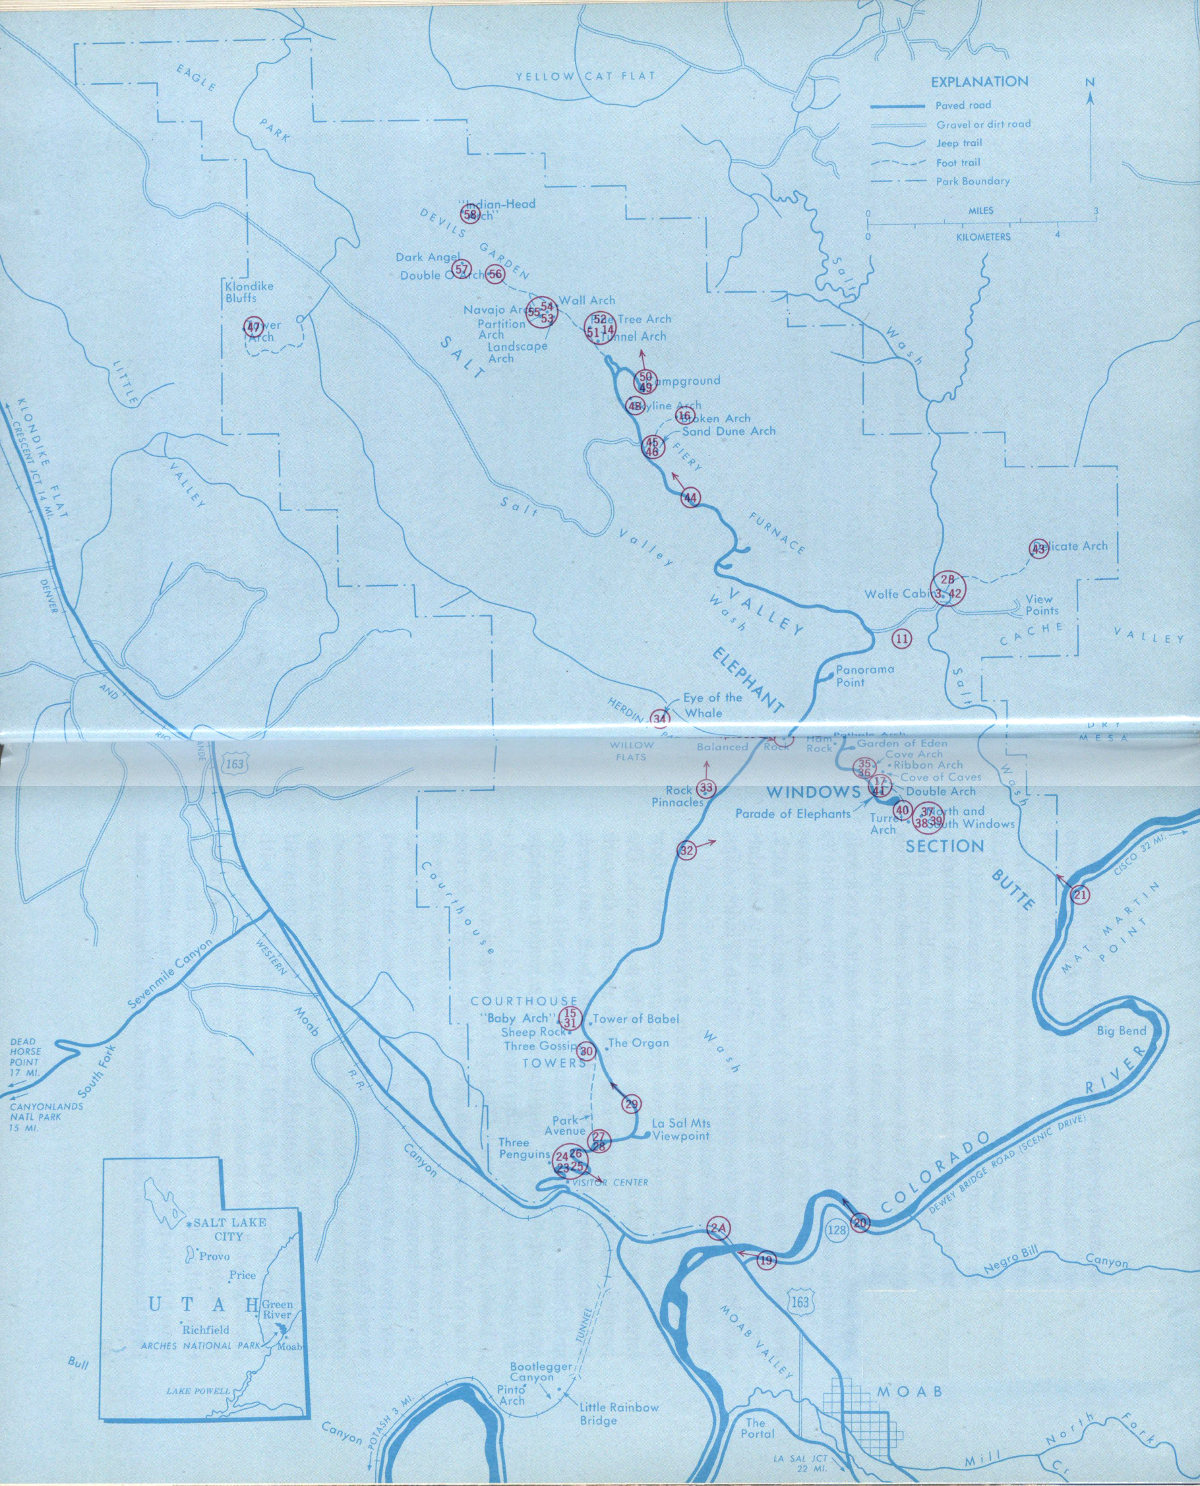 YELLOW CAT FLAT
EAGLE
PARK
EXPLANATION
Paved road
Gravel or dirt road
Jeep trail
Foot trail
Park Boundary
N
0 MILES 3
0 KILOMETERS 4
58
"Indian-Head
Arch"
DEVILS
GARDEN
Dark Angel
57
56
Double O Arch
Klondike
Bluffs
47
Tower
Arch
Salt
Wash
Wall Arch
54
55
53
Navajo Arch
Partition
Arch
Landscape
Arch
52
51 14
Pine Tree Arch
Tunnel Arch
SALT
50
49
Campground
48
Skyline Arch
16
Broken Arch
Sand Dune Arch
45
46
FIERY
44
FURNACE
LITTLE
VALLEY
KLONDIKE FLAT
CRESCENT JCT 14 MI.
Salt
Valley
Wash
VALLEY
43
Delicate Arch
2B
3, 42
Wolfe Cabin
View
Points
11
CACHE
VALLEY
DENVER
AND
RIO
ANDE
163
Panorama
Point
ELEPHANT
Salt
Wash
Eye of the
Whale
34
HERDIN
WILLOW
FLATS
Balanced Rock
Ham
Rock
DRY
MESA
Garden of Eden
Cove Arch
35
36
Ribbon Arch
Cove of Caves
17
41
Double Arch
WINDOWS
Parade of Elephants
40
37
38 39
Turret
Arch
North and
South Windows
SECTION
33
Rock
Pinnacles
32
BUTTE
21
CISCO 32 MI.
MAT MARTIN
POINT
Courthouse
Wash
Sevenmile Canyon
WESTERN
Moab
R.R.
Canyon
COURTHOUSE
"Baby Arch"
15
31
Tower of Babel
Sheep Rock
Three Gossips
30
The Organ
TOWERS
29
Big Bend
DEAD
HORSE
POINT
17 MI.
South Fork
CANYONLANDS
NATL PARK
15 MI.
Park
Avenue
27
28
La Sal Mts
Viewpoint
Three
Penguins
24 26
23 25
VISITOR CENTER
COLORADO
RIVER
DEWEY BRIDGE ROAD (SCENIC DRIVE)
2A
19
20
128
Negro Bill
Canyon
SALT LAKE
CITY
Provo
Price
UTAH
Green
River
Richfield
ARCHES NATIONAL PARK
Moab
LAKE POWELL
163
TUNNEL
MOAB VALLEY
MOAB
Bull
Canyon
POTASH 3 MI.
Bootlegger
Canyon
Pinto
Arch
Little Rainbow
Bridge
The
Portal
LA SAL JCT
22 MI.
Mill
North
Fork
Cr.